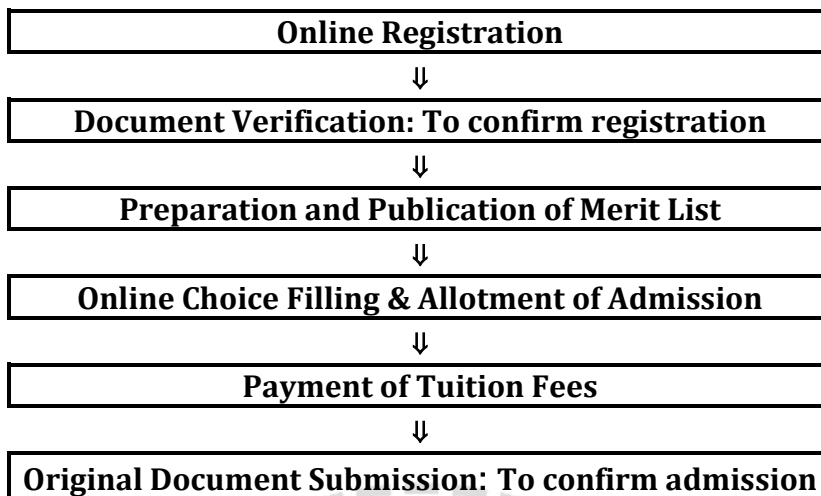 Online Registration
⇓
Document Verification: To confirm registration
⇓
Preparation and Publication of Merit List
⇓
Online Choice Filling & Allotment of Admission
⇓
Payment of Tuition Fees
⇓
Original Document Submission: To confirm admission